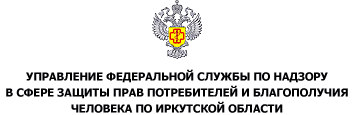 УПРАВЛЕНИЕ ФЕДЕРАЛЬНОЙ СЛУЖБЫ ПО НАДЗОРУ
В СФЕРЕ ЗАЩИТЫ ПРАВ ПОТРЕБИТЕЛЕЙ И БЛАГОПОЛУЧИЯ
ЧЕЛОВЕКА ПО ИРКУТСКОЙ ОБЛАСТИ